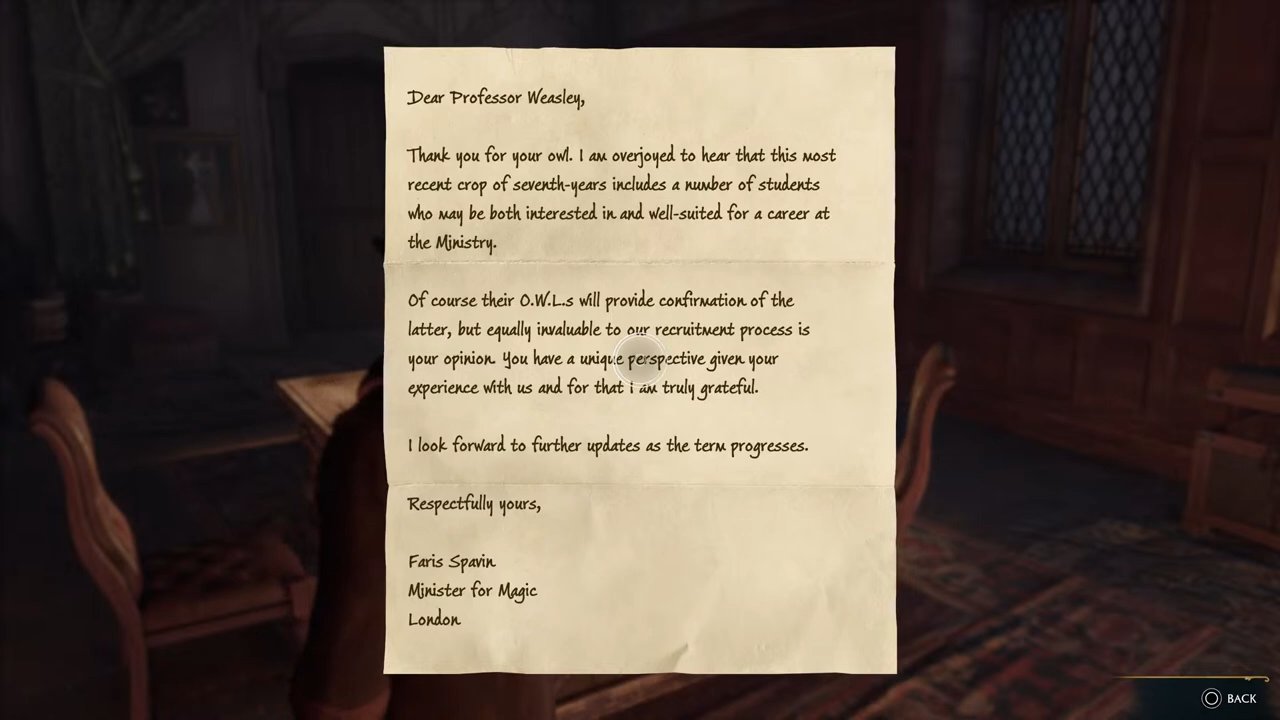 Dear Professor Weasley,
Thank you for your owl. I am overjoyed to hear that this most
recent crop of seventh-years includes a number of students
who may be both interested in and well-suited for a career at
the Ministry.
Of course their O.W.L.s will provide confirmation of the
latter, but equally invaluable to our recruitment process is
your opinion. You have a unique perspective given your
experience with us and for that I am truly grateful.
I look forward to further updates as the term progresses.
Respectfully yours,
Faris Spavin
Minister for Magic
London
BACK